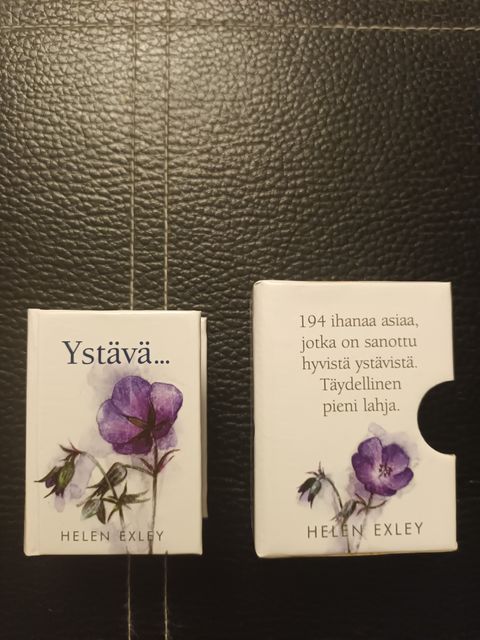 Ystävä...
HELEN EXLEY
194 ihanaa asiaa,
jotka on sanottu
hyvistä ystävistä.
Täydellinen
pieni lahja.
HELEN EXLEY